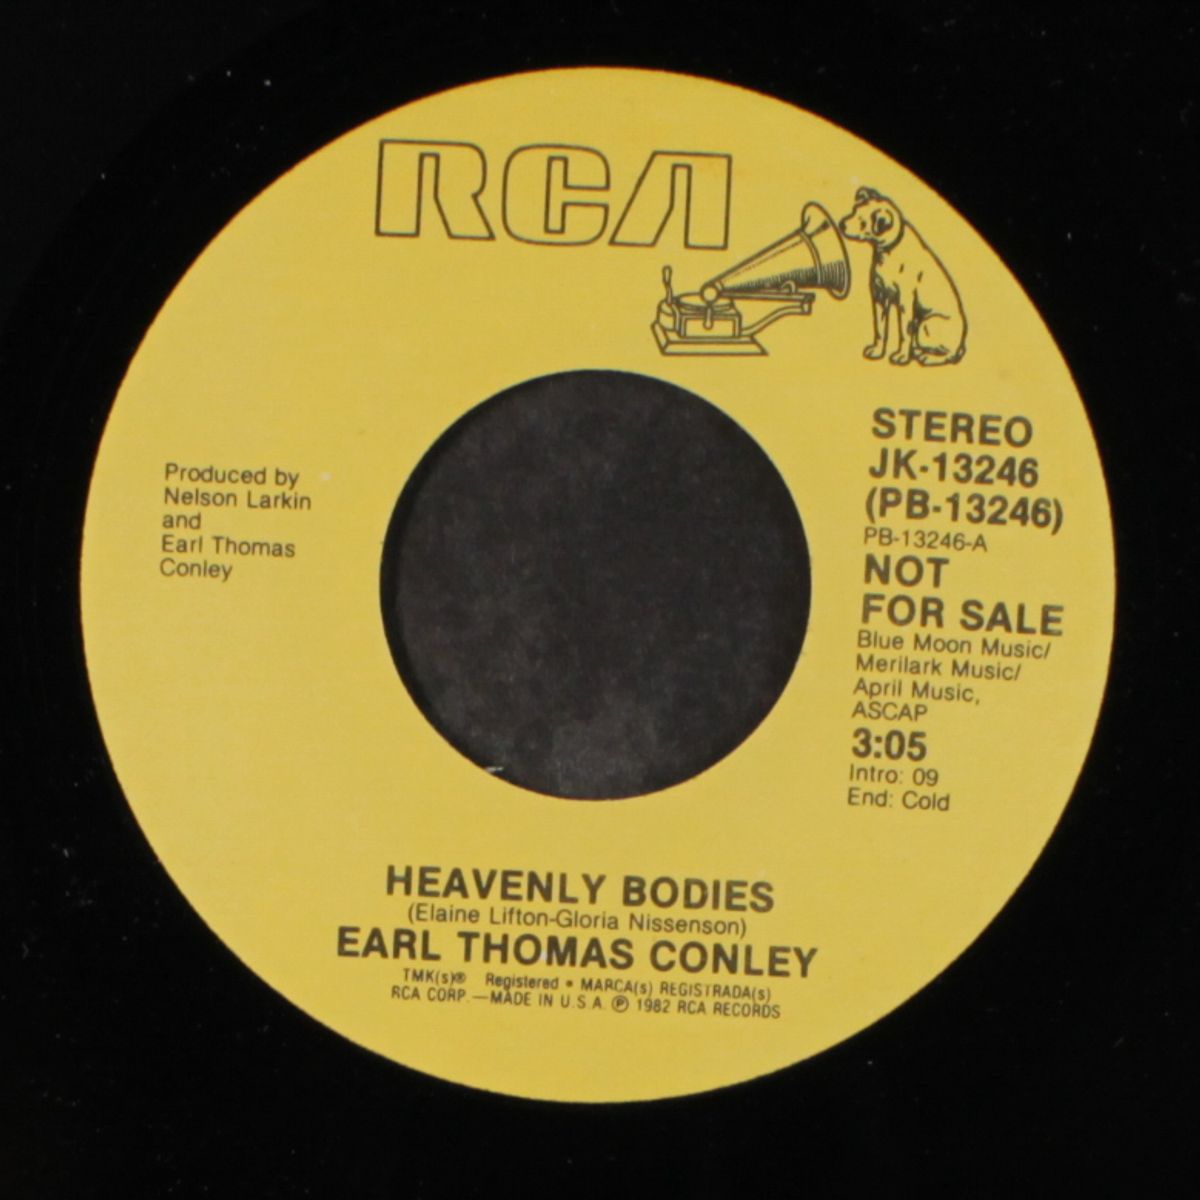 RCA
STEREO
JK-13246
(PB-13246)
PB-13246-A
NOT
FOR SALE
Blue Moon Music/
Merilark Music/
April Music,
ASCAP
3:05
Intro: 09
End: Cold
Produced by
Nelson Larkin
and
Earl Thomas
Conley
HEAVENLY BODIES
(Elaine Lifton-Gloria Nissenson)
EARL THOMAS CONLEY
TMK(s)® Registered • MARCA(s) REGISTRADA(s)
RCA CORP.—MADE IN U.S.A. ℗ 1982 RCA RECORDS